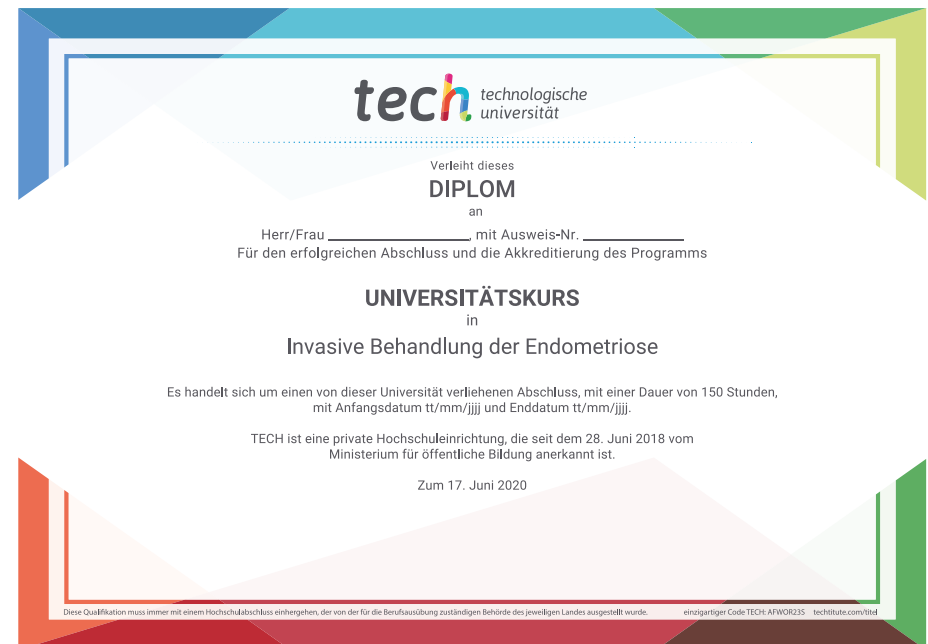 tech technologische
universität
Verleiht dieses
DIPLOM
an
Herr/Frau ____________________, mit Ausweis-Nr. ______________
Für den erfolgreichen Abschluss und die Akkreditierung des Programms
UNIVERSITÄTSKURS
in
Invasive Behandlung der Endometriose
Es handelt sich um einen von dieser Universität verliehenen Abschluss, mit einer Dauer von 150 Stunden,
mit Anfangsdatum tt/mm/jjjj und Enddatum tt/mm/jjjj.
TECH ist eine private Hochschuleinrichtung, die seit dem 28. Juni 2018 vom
Ministerium für öffentliche Bildung anerkannt ist.
Zum 17. Juni 2020
Diese Qualifikation muss immer mit einem Hochschulabschluss einhergehen, der von der für die Berufsausübung zuständigen Behörde des jeweiligen Landes ausgestellt wurde. einzigartiger Code TECH: AFWOR23S techtitute.com/titel